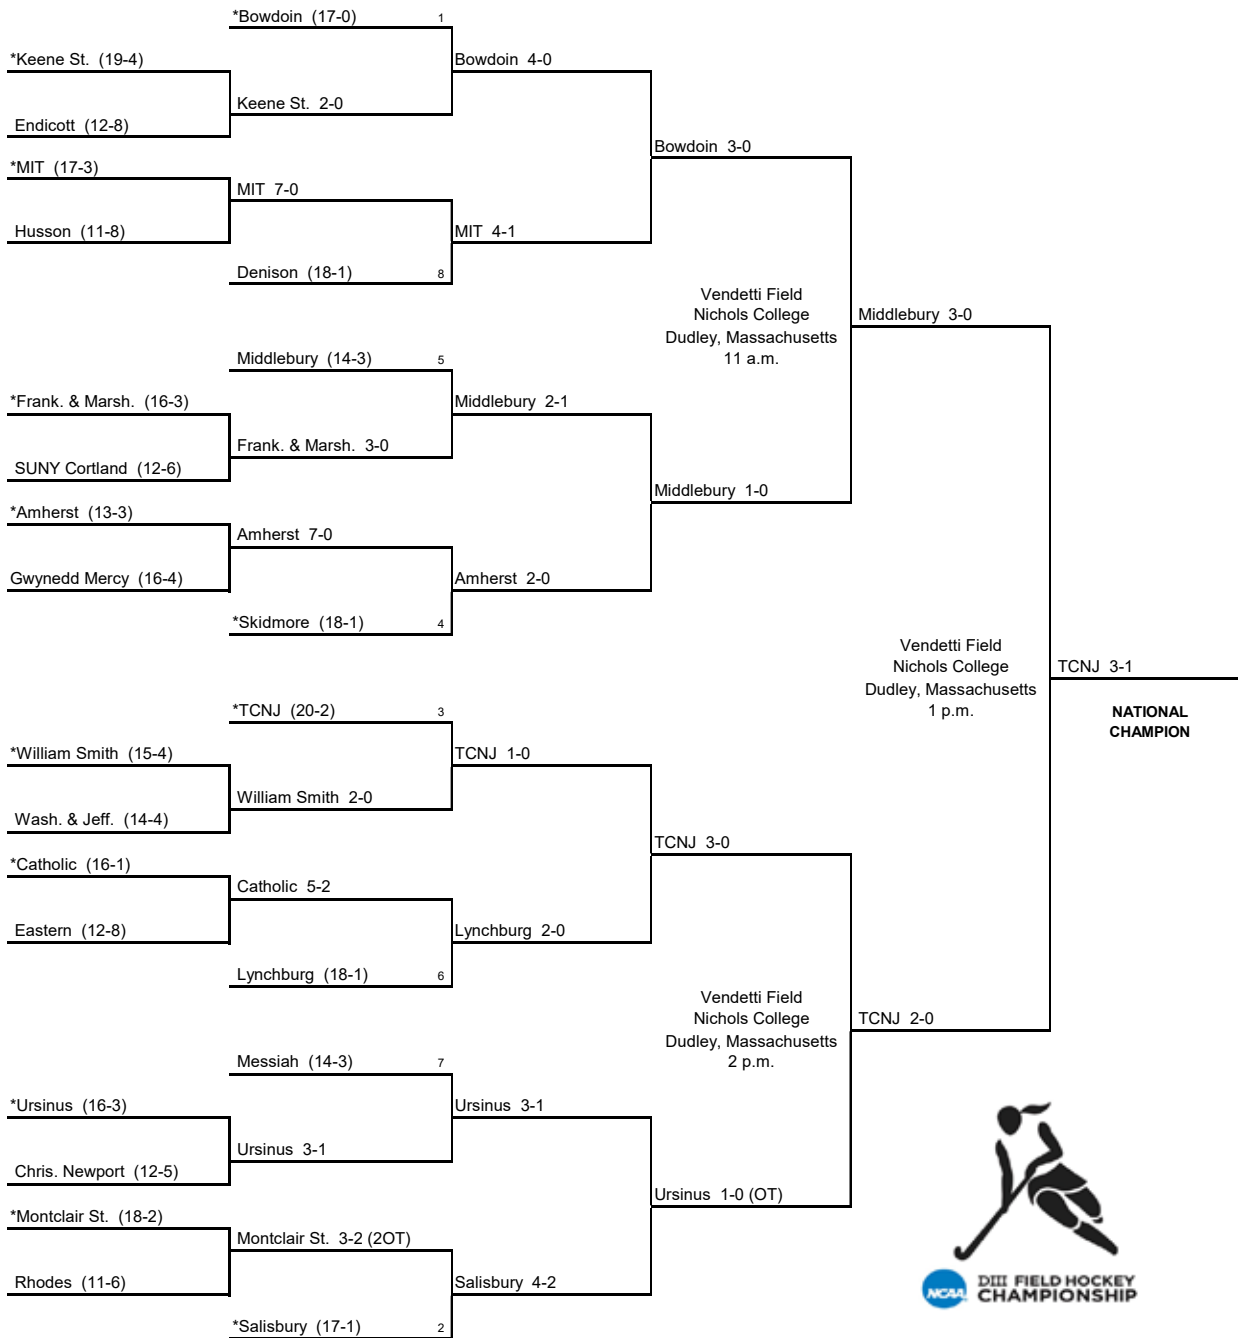 *Bowdoin (17-0) 1
*Keene St. (19-4)
Bowdoin 4-0
Keene St. 2-0
Endicott (12-8)
Bowdoin 3-0
*MIT (17-3)
MIT 7-0
Husson (11-8)
MIT 4-1
Denison (18-1) 8
Vendetti Field
Nichols College
Dudley, Massachusetts
11 a.m.
Middlebury 3-0
Middlebury (14-3) 5
*Frank. & Marsh. (16-3)
Middlebury 2-1
Frank. & Marsh. 3-0
SUNY Cortland (12-6)
Middlebury 1-0
*Amherst (13-3)
Amherst 7-0
Gwynedd Mercy (16-4)
Amherst 2-0
*Skidmore (18-1) 4
Vendetti Field
Nichols College
Dudley, Massachusetts
1 p.m.
TCNJ 3-1
NATIONAL
CHAMPION
*TCNJ (20-2) 3
*William Smith (15-4)
TCNJ 1-0
William Smith 2-0
Wash. & Jeff. (14-4)
TCNJ 3-0
*Catholic (16-1)
Catholic 5-2
Eastern (12-8)
Lynchburg 2-0
Lynchburg (18-1) 6
Vendetti Field
Nichols College
Dudley, Massachusetts
2 p.m.
TCNJ 2-0
Messiah (14-3) 7
*Ursinus (16-3)
Ursinus 3-1
Ursinus 3-1
Chris. Newport (12-5)
Ursinus 1-0 (OT)
*Montclair St. (18-2)
Montclair St. 3-2 (2OT)
Rhodes (11-6)
Salisbury 4-2
*Salisbury (17-1) 2
NCAA
DIII FIELD HOCKEY
CHAMPIONSHIP